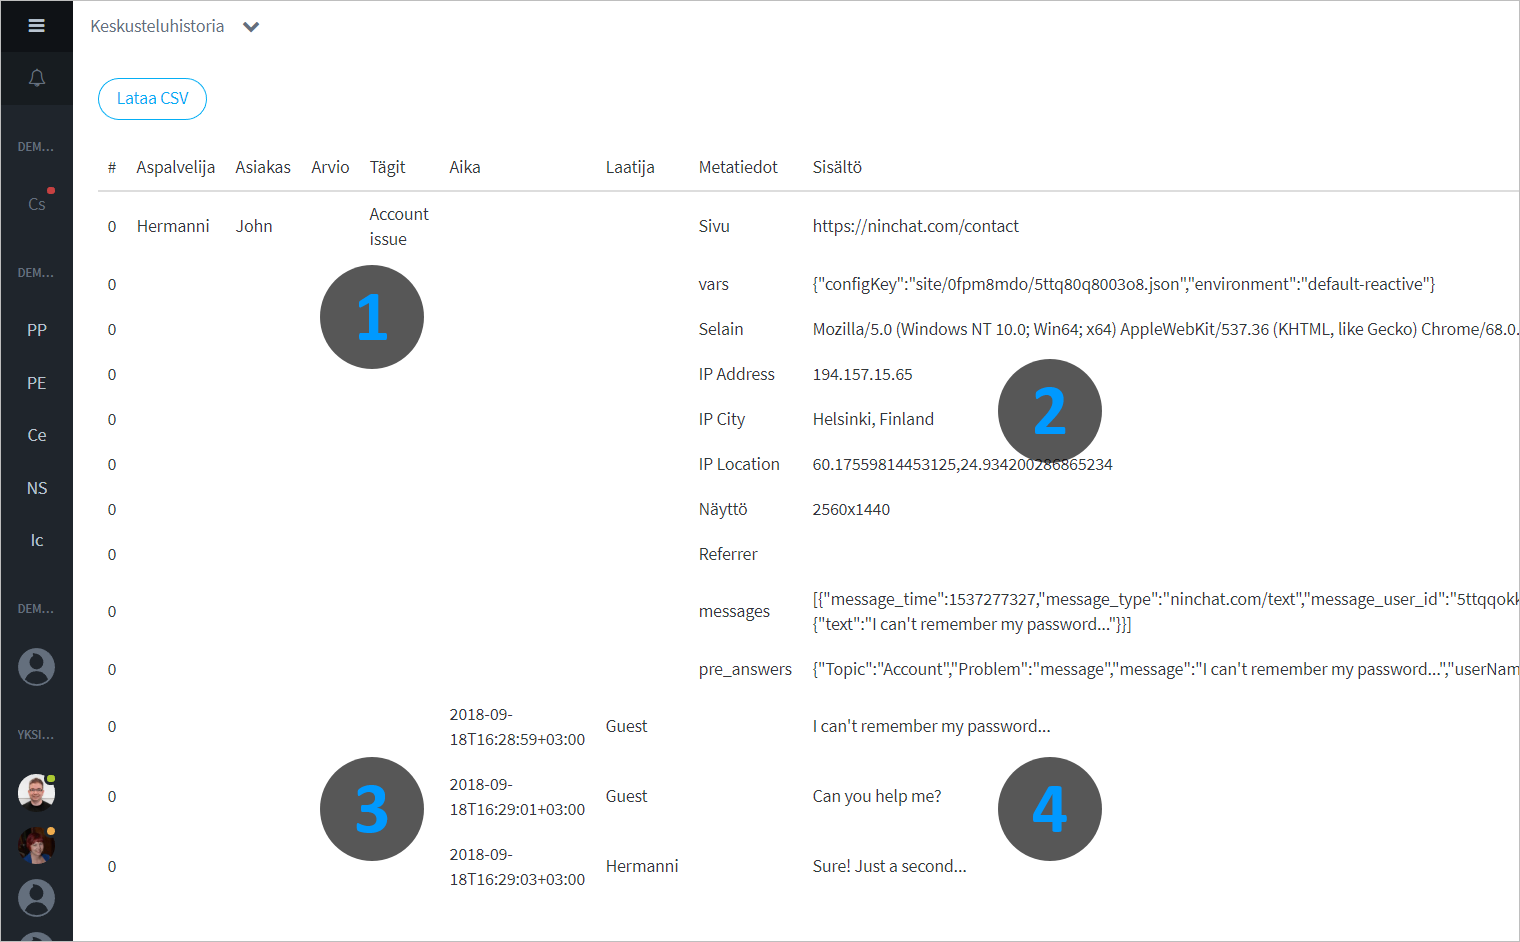 Keskusteluhistoria
Lataa CSV
DEM...
Cs
DEM...
PP
PE
Ce
NS
Ic
DEM...
YKSI...
# Aspalvelija Asiakas Arvio Tägit Aika Laatija Metatiedot Sisältö
0 Hermanni John Account issue Sivu https://ninchat.com/contact
0 vars {"configKey":"site/0fpm8mdo/5ttq80q8003o8.json","environment":"default-reactive"}
1
0 Selain Mozilla/5.0 (Windows NT 10.0; Win64; x64) AppleWebKit/537.36 (KHTML, like Gecko) Chrome/68.0.
0 IP Address 194.157.15.65
2
0 IP City Helsinki, Finland
0 IP Location 60.17559814453125,24.934200286865234
0 Näyttö 2560x1440
0 Referrer
0 messages [{"message_time":1537277327,"message_type":"ninchat.com/text","message_user_id":"5ttqqokk
{"text":"I can't remember my password..."}}]
0 pre_answers {"Topic":"Account","Problem":"message","message":"I can't remember my password...","userNam
0 2018-09-18T16:28:59+03:00 Guest I can't remember my password...
0 2018-09-18T16:29:01+03:00 Guest Can you help me?
3
4
0 2018-09-18T16:29:03+03:00 Hermanni Sure! Just a second...